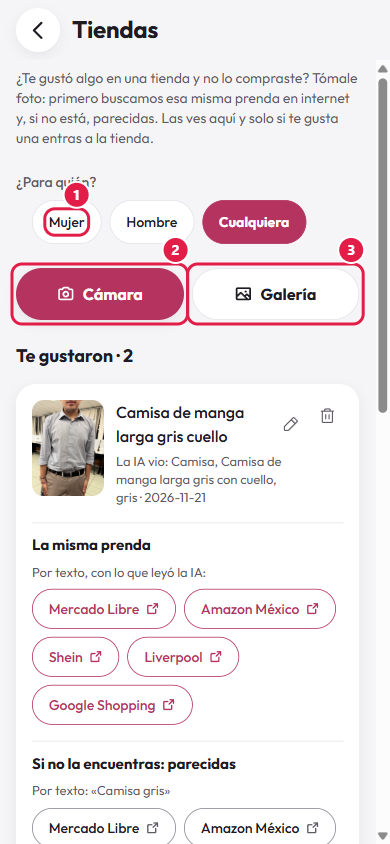 Tiendas
¿Te gustó algo en una tienda y no lo compraste? Tómale
foto: primero buscamos esa misma prenda en internet
y, si no está, parecidas. Las ves aquí y solo si te gusta
una entras a la tienda.
¿Para quién?
1
Mujer
Hombre
Cualquiera
2
3
Cámara
Galería
Te gustaron · 2
Camisa de manga
larga gris cuello
La IA vio: Camisa, Camisa de
manga larga gris con cuello,
gris · 2026-11-21
La misma prenda
Por texto, con lo que leyó la IA:
Mercado Libre
Amazon México
Shein
Liverpool
Google Shopping
Si no la encuentras: parecidas
Por texto: «Camisa gris»
Mercado Libre
Amazon México